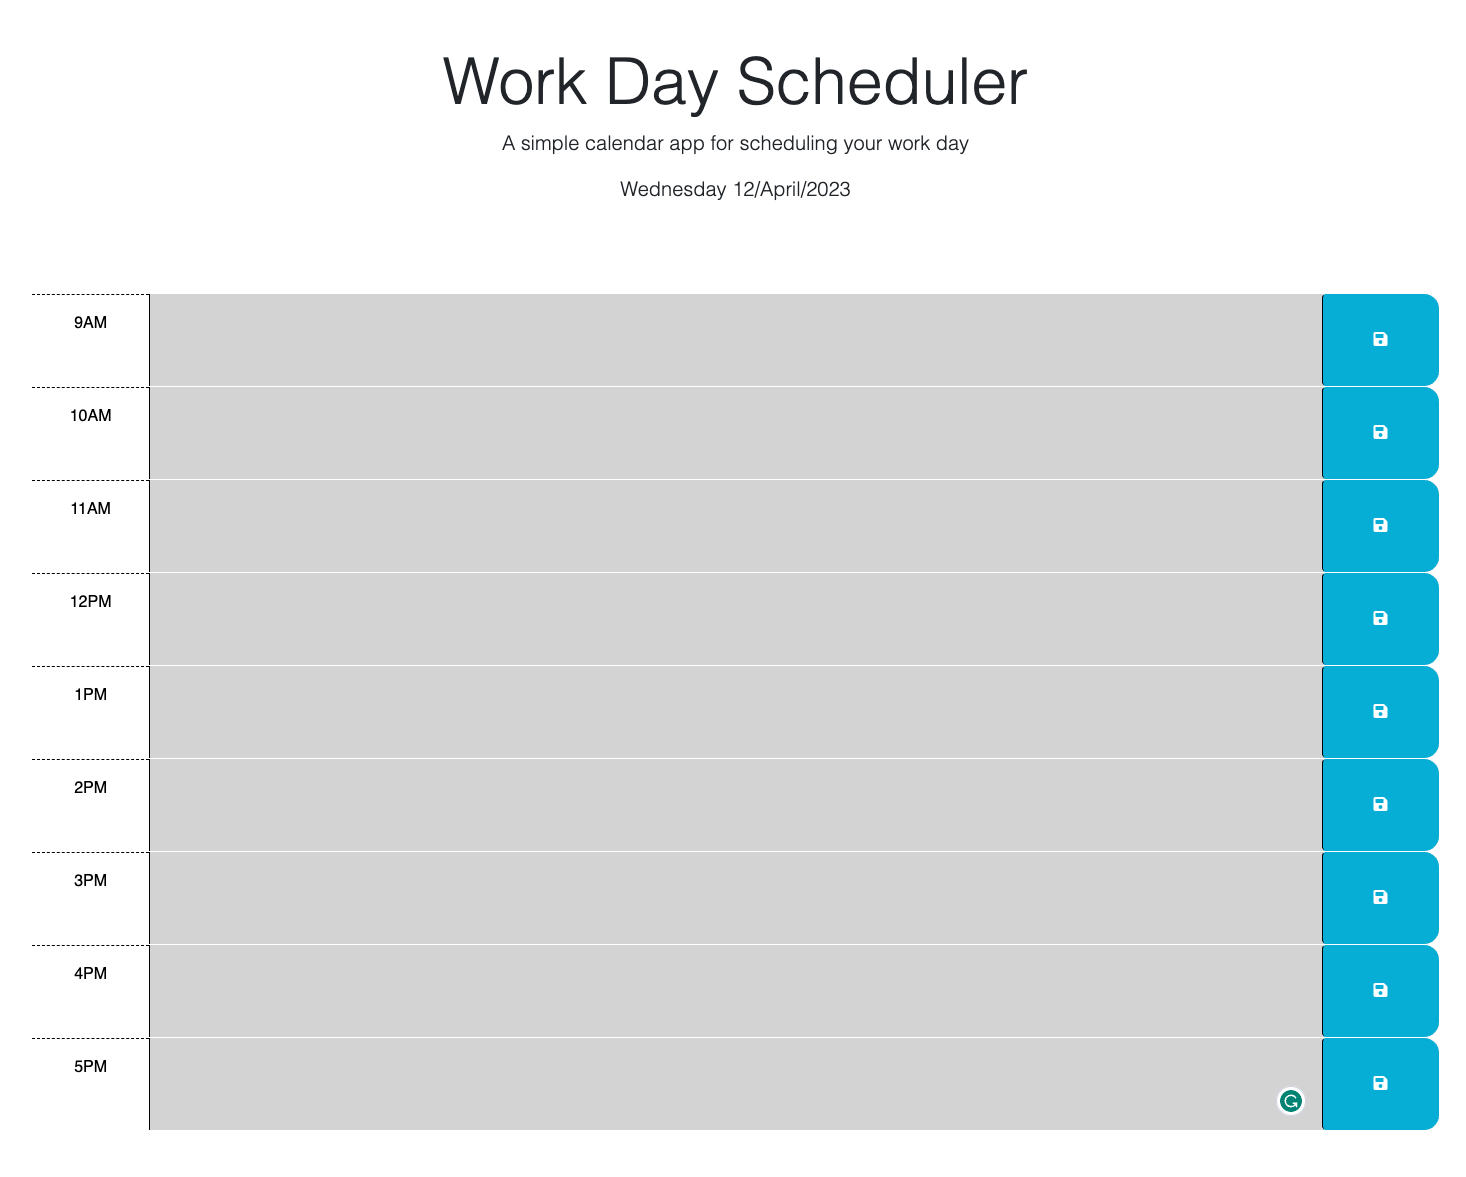 Work Day Scheduler
A simple calendar app for scheduling your work day
Wednesday 12/April/2023
9AM
10AM
11AM
12PM
1PM
2PM
3PM
4PM
5PM